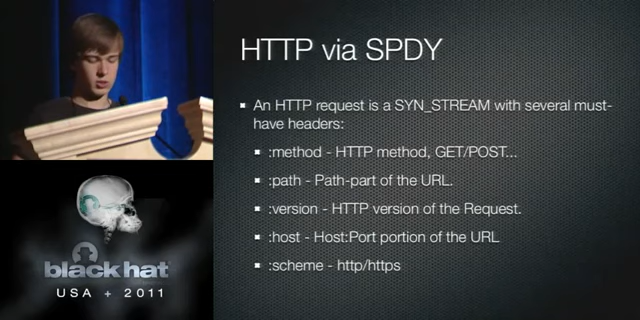 HTTP via SPDY
An HTTP request is a SYN_STREAM with several must-
have headers:
:method - HTTP method, GET/POST...
:path - Path-part of the URL.
:version - HTTP version of the Request.
:host - Host:Port portion of the URL
:scheme - http/https
black hat
USA + 2011